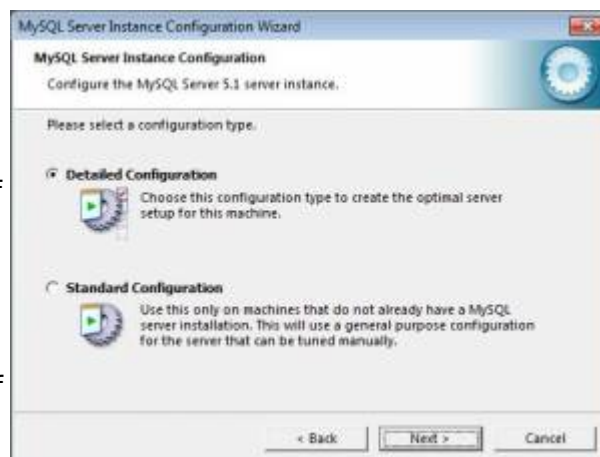 MySQL Server Instance Configuration Wizard
MySQL Server Instance Configuration
Configure the MySQL Server 5.1 server instance.
Please select a configuration type.
Detailed Configuration
Choose this configuration type to create the optimal server
setup for this machine.
Standard Configuration
Use this only on machines that do not already have a MySQL
server installation. This will use a general purpose configuration
for the server that can be tuned manually.
< Back
Next >
Cancel